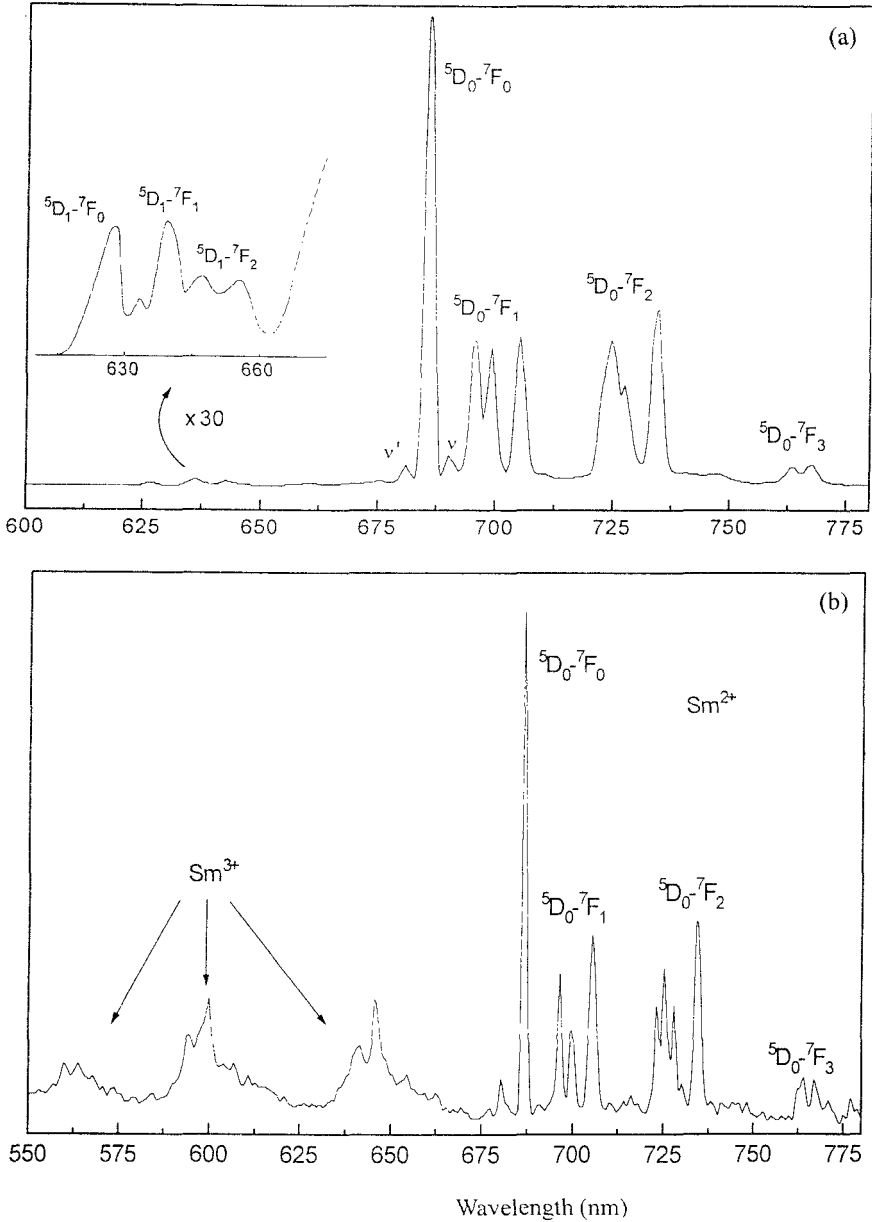 (a)
⁵D₀-⁷F₀
⁵D₁-⁷F₀
⁵D₁-⁷F₁
⁵D₁-⁷F₂
⁵D₀-⁷F₁
⁵D₀-⁷F₂
⁵D₀-⁷F₃
630 660
x 30
ν' ν
600 625 650 675 700 725 750 775
(b)
⁵D₀-⁷F₀
Sm²⁺
Sm³⁺
⁵D₀-⁷F₁
⁵D₀-⁷F₂
⁵D₀-⁷F₃
550 575 600 625 650 675 700 725 750 775
Wavelength (nm)